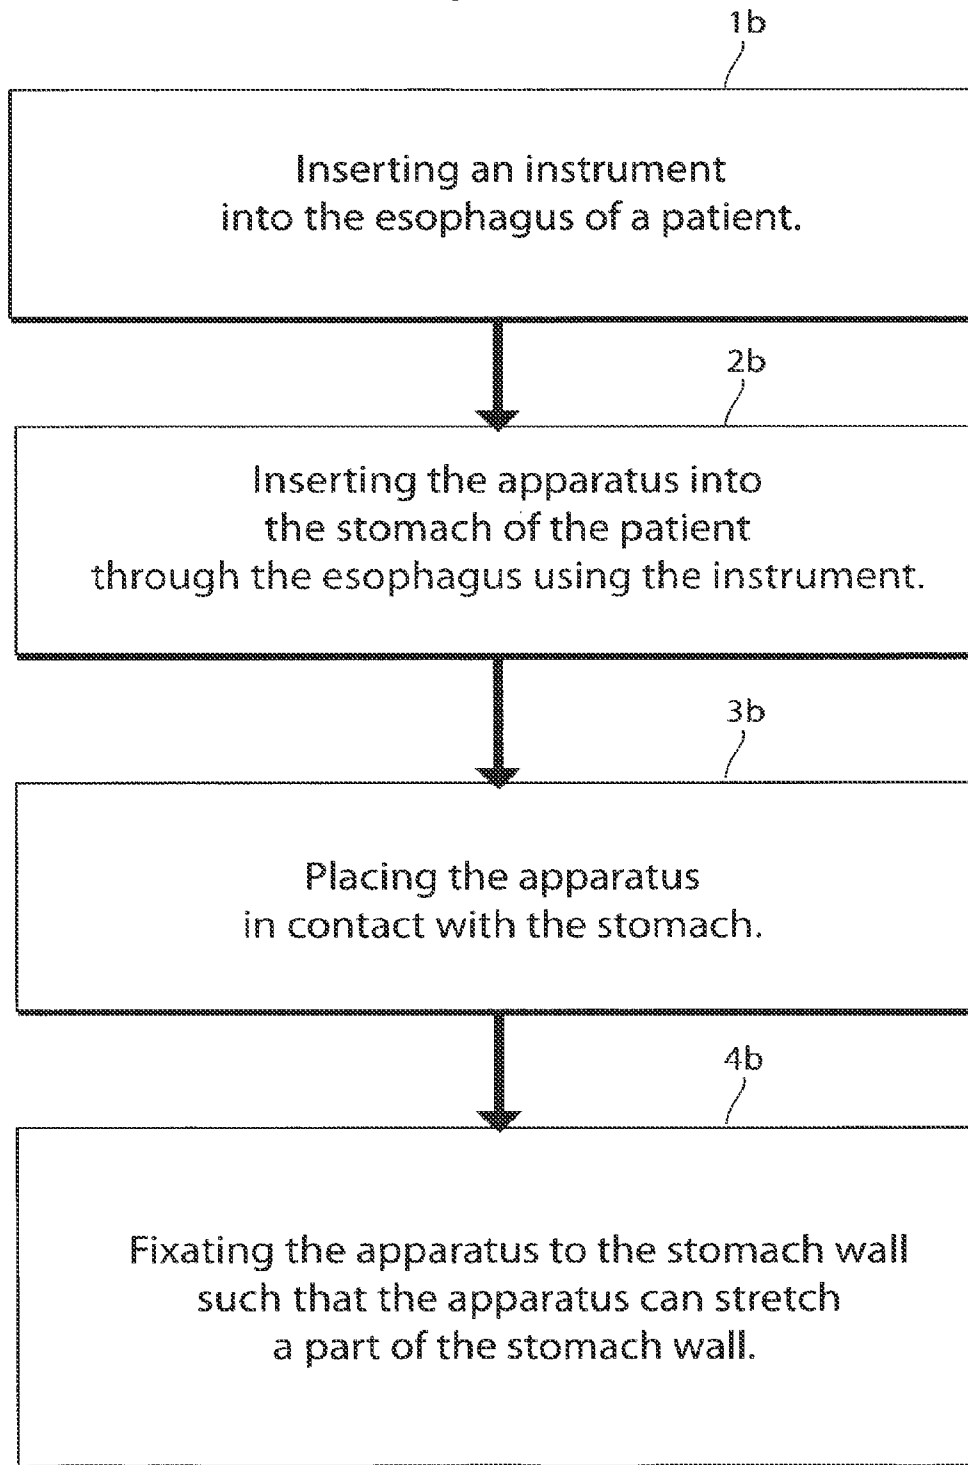 1b
Inserting an instrument
into the esophagus of a patient.
2b
Inserting the apparatus into
the stomach of the patient
through the esophagus using the instrument.
3b
Placing the apparatus
in contact with the stomach.
4b
Fixating the apparatus to the stomach wall
such that the apparatus can stretch
a part of the stomach wall.